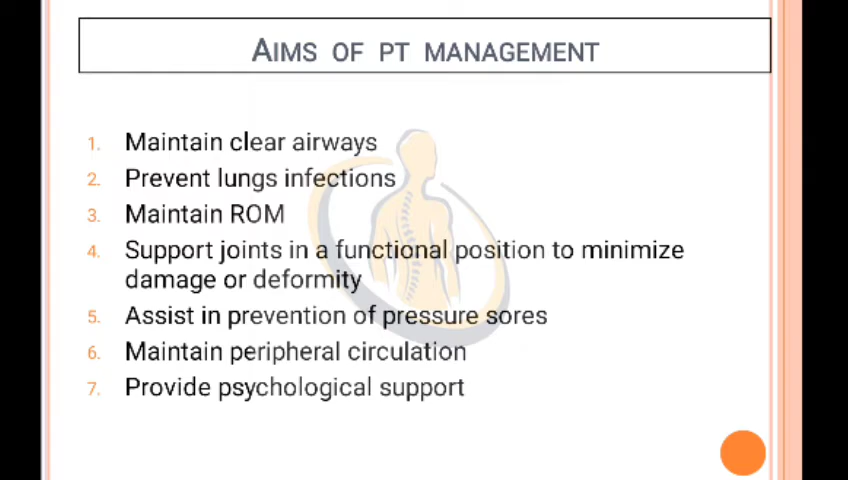 AIMS OF PT MANAGEMENT
1. Maintain clear airways
2. Prevent lungs infections
3. Maintain ROM
4. Support joints in a functional position to minimize
damage or deformity
5. Assist in prevention of pressure sores
6. Maintain peripheral circulation
7. Provide psychological support